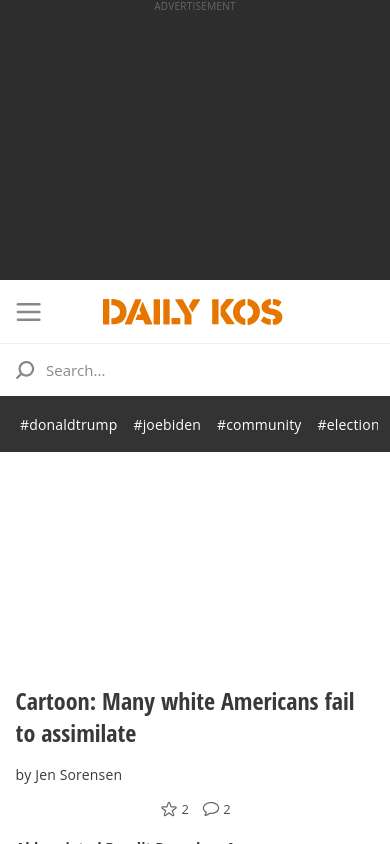 ADVERTISEMENT
DAILY KOS
Search...
#donaldtrump #joebiden #community #election
Cartoon: Many white Americans fail
to assimilate
by Jen Sorensen
2 2